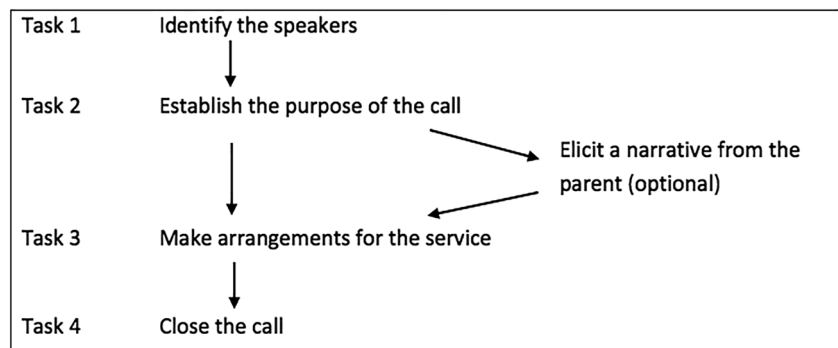 Task 1 Identify the speakers
Task 2 Establish the purpose of the call
Elicit a narrative from the
parent (optional)
Task 3 Make arrangements for the service
Task 4 Close the call